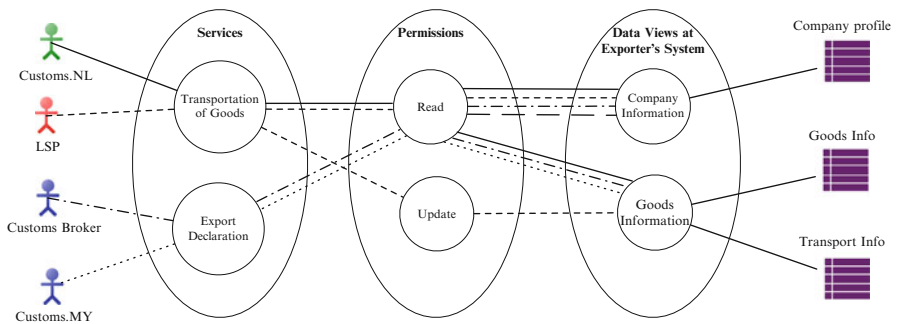 Services
Permissions
Data Views at
Exporter's System
Company profile
Customs.NL
Transportation
of Goods
Read
Company
Information
LSP
Goods Info
Customs Broker
Export
Declaration
Update
Goods
Information
Transport Info
Customs.MY